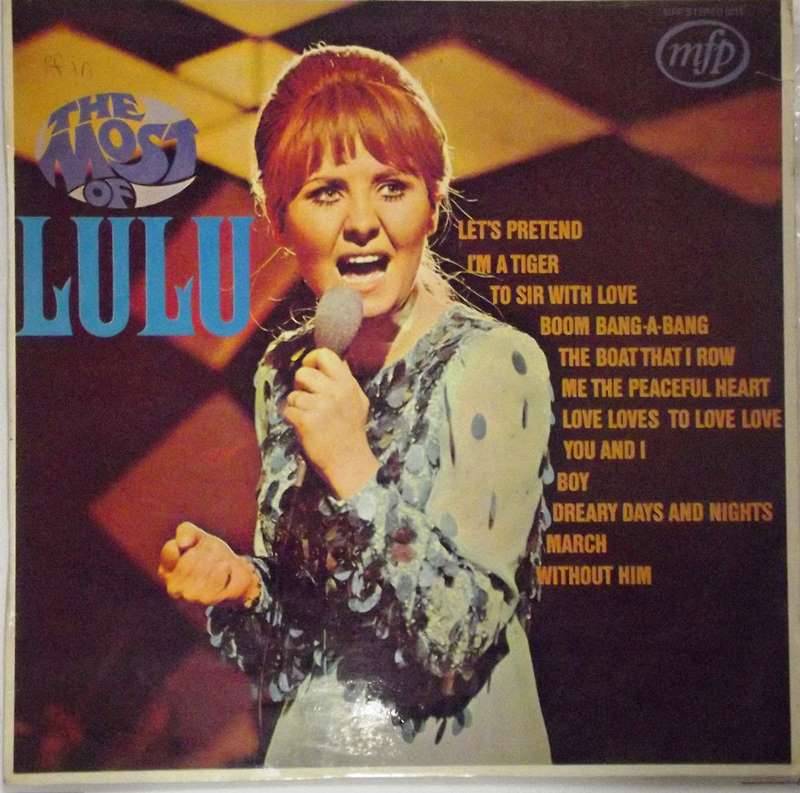 mfp
THE
MOST
OF
LULU
LET'S PRETEND
I'M A TIGER
TO SIR WITH LOVE
BOOM BANG-A-BANG
THE BOAT THAT I ROW
ME THE PEACEFUL HEART
LOVE LOVES TO LOVE LOVE
YOU AND I
BOY
DREARY DAYS AND NIGHTS
MARCH
WITHOUT HIM